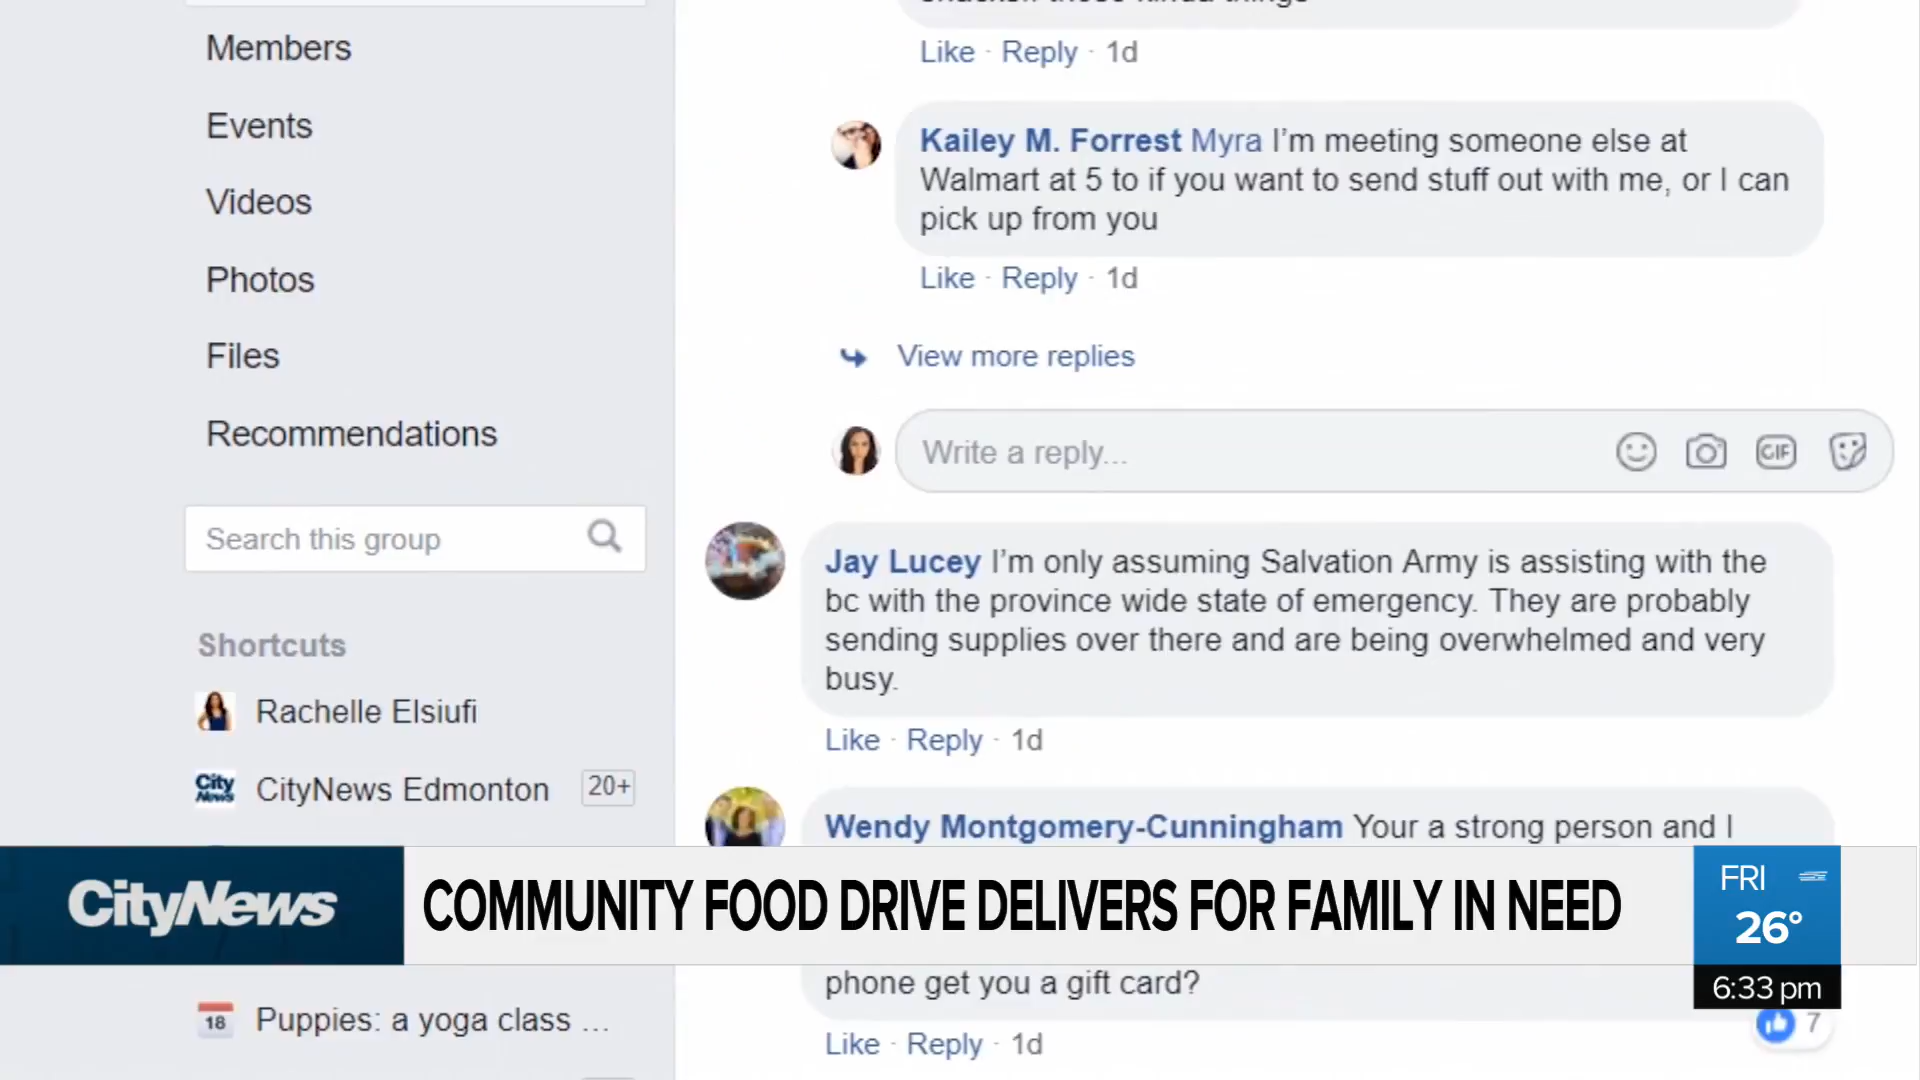 Members
Events
Videos
Photos
Files
Recommendations
Search this group
Shortcuts
Rachelle Elsiufi
City News
CityNews Edmonton 20+
18 Puppies: a yoga class ...
kinda things
Like · Reply · 1d
Kailey M. Forrest Myra I'm meeting someone else at
Walmart at 5 to if you want to send stuff out with me, or I can
pick up from you
Like · Reply · 1d
View more replies
Write a reply...
GIF
Jay Lucey I'm only assuming Salvation Army is assisting with the
bc with the province wide state of emergency. They are probably
sending supplies over there and are being overwhelmed and very
busy.
Like · Reply · 1d
Wendy Montgomery-Cunningham Your a strong person and I
phone get you a gift card?
Like · Reply · 1d
7
CityNews
COMMUNITY FOOD DRIVE DELIVERS FOR FAMILY IN NEED
FRI
26°
6:33 pm